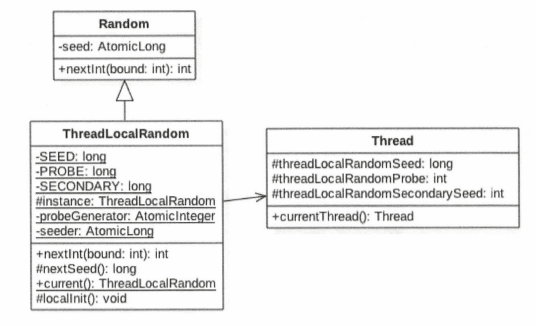 Random
-seed: AtomicLong
+nextInt(bound: int): int
ThreadLocalRandom
-SEED: long
-PROBE: long
-SECONDARY: long
#instance: ThreadLocalRandom
-probeGenerator: AtomicInteger
-seeder: AtomicLong
+nextInt(bound: int): int
#nextSeed(): long
+current(): ThreadLocalRandom
#localInit(): void
Thread
#threadLocalRandomSeed: long
#threadLocalRandomProbe: int
#threadLocalRandomSecondarySeed: int
+currentThread(): Thread